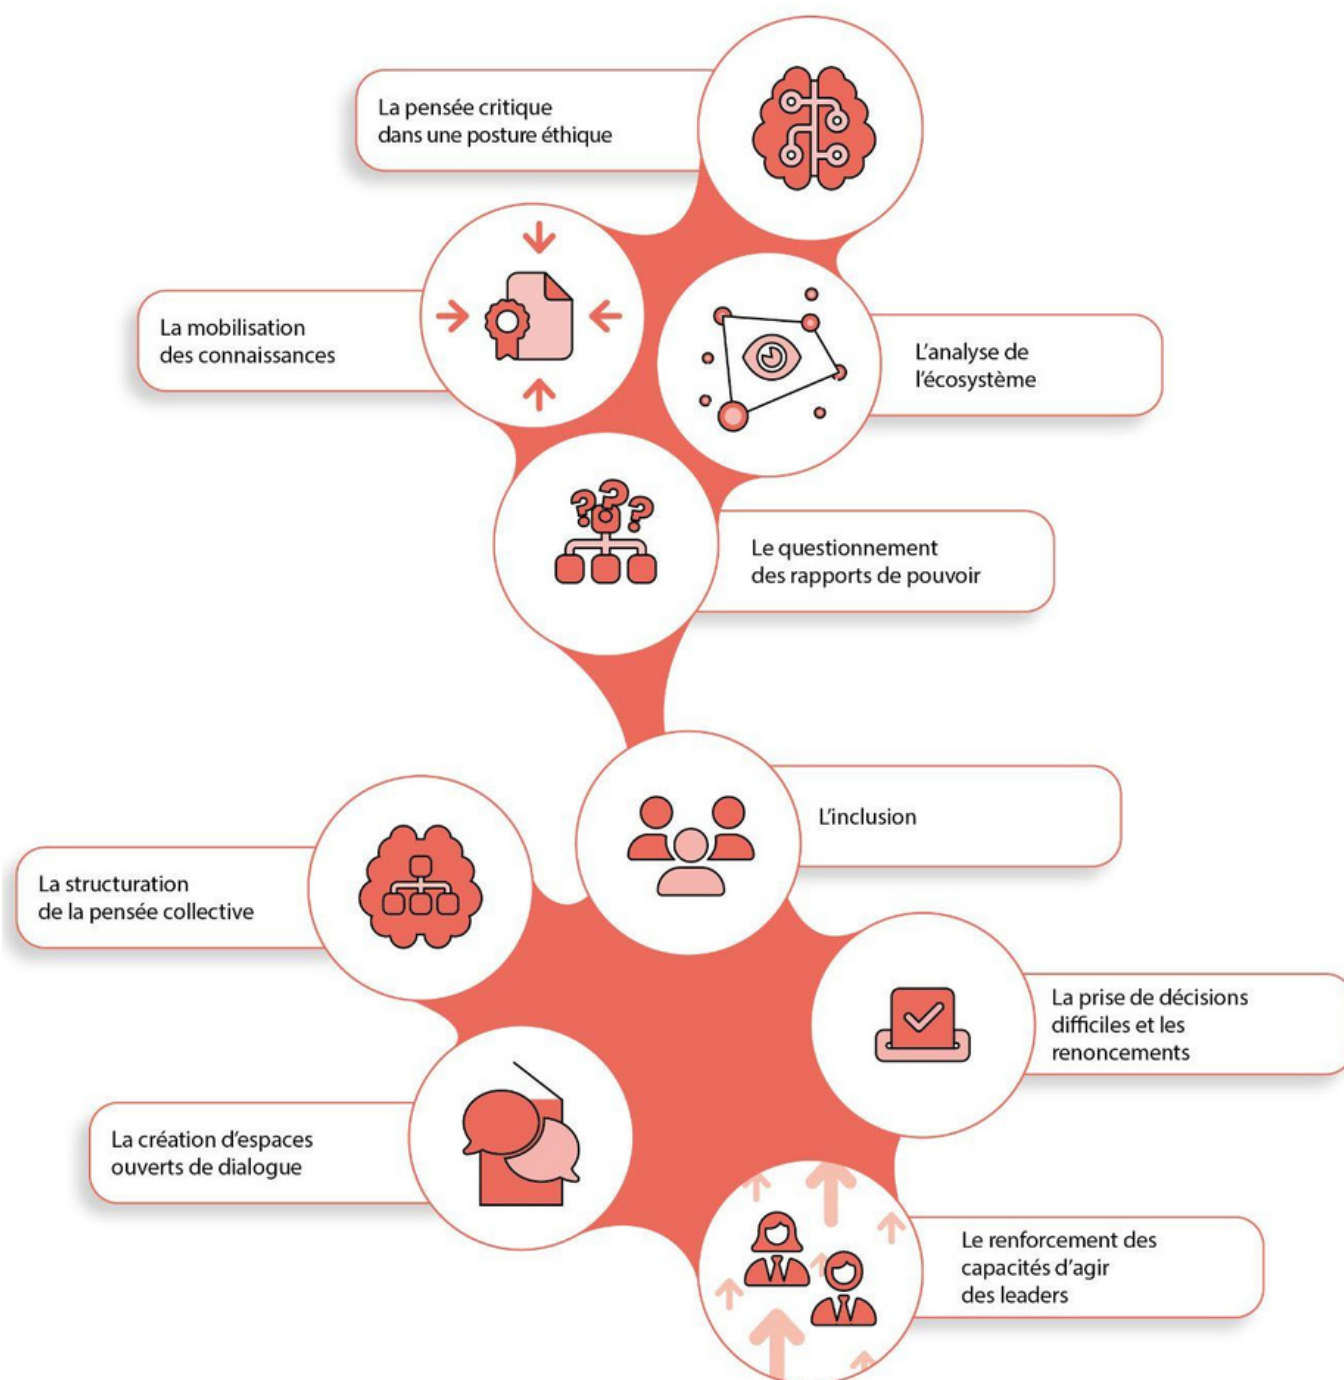 La pensée critique
dans une posture éthique
La mobilisation
des connaissances
L’analyse de
l’écosystème
Le questionnement
des rapports de pouvoir
L’inclusion
La structuration
de la pensée collective
La prise de décisions
difficiles et les
renoncements
La création d’espaces
ouverts de dialogue
Le renforcement des
capacités d’agir
des leaders